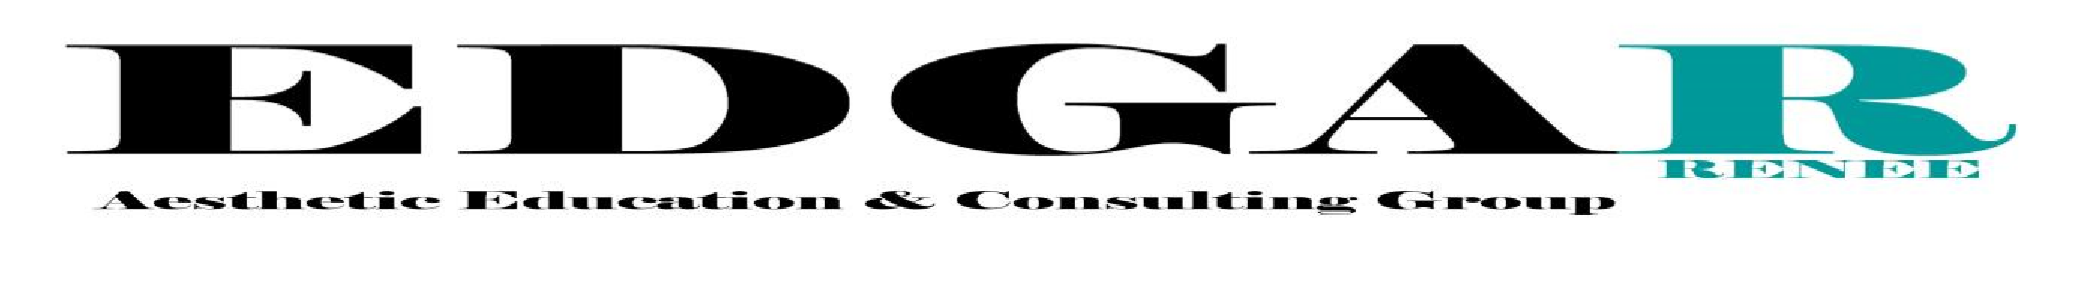 EDGAR
RENEE
Aesthetic Education & Consulting Group